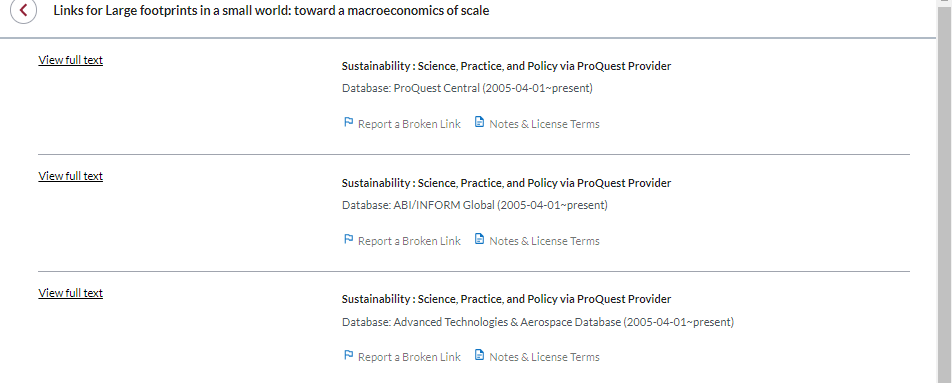 Links for Large footprints in a small world: toward a macroeconomics of scale
View full text
Sustainability : Science, Practice, and Policy via ProQuest Provider
Database: ProQuest Central (2005-04-01~present)
Report a Broken Link Notes & License Terms
View full text
Sustainability : Science, Practice, and Policy via ProQuest Provider
Database: ABI/INFORM Global (2005-04-01~present)
Report a Broken Link Notes & License Terms
View full text
Sustainability : Science, Practice, and Policy via ProQuest Provider
Database: Advanced Technologies & Aerospace Database (2005-04-01~present)
Report a Broken Link Notes & License Terms